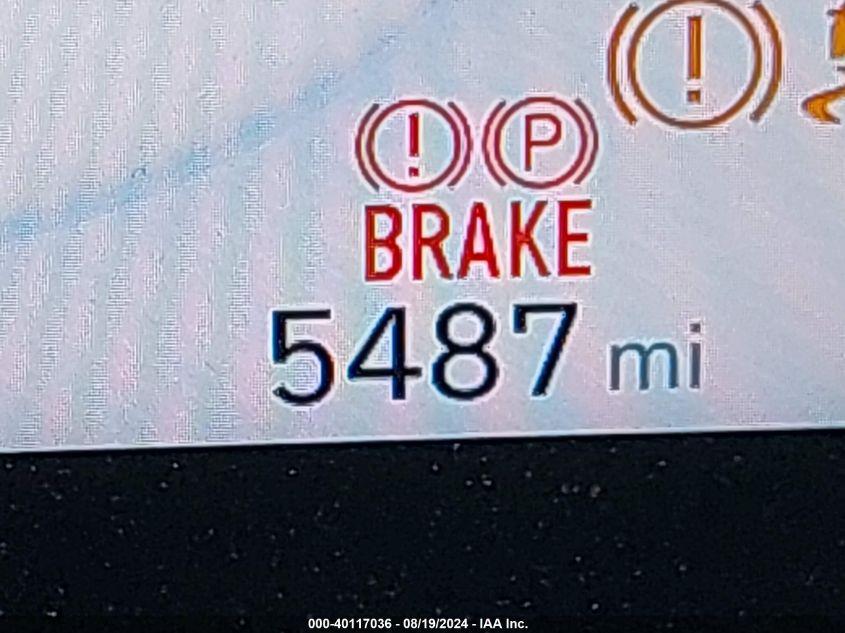 ! P
!
BRAKE
5487 mi
000-40117036 - 08/19/2024 - IAA Inc.